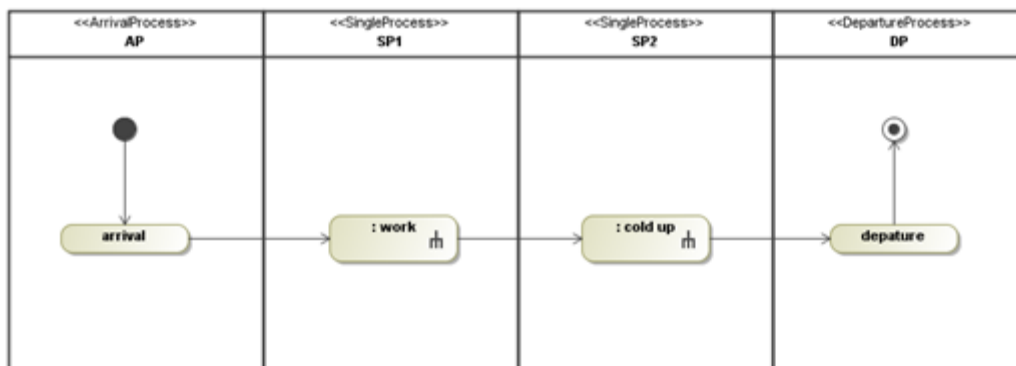 <<ArrivalProcess>>
AP
<<SingleProcess>>
SP1
<<SingleProcess>>
SP2
<<DepartureProcess>>
DP
arrival
: work
: cold up
depature